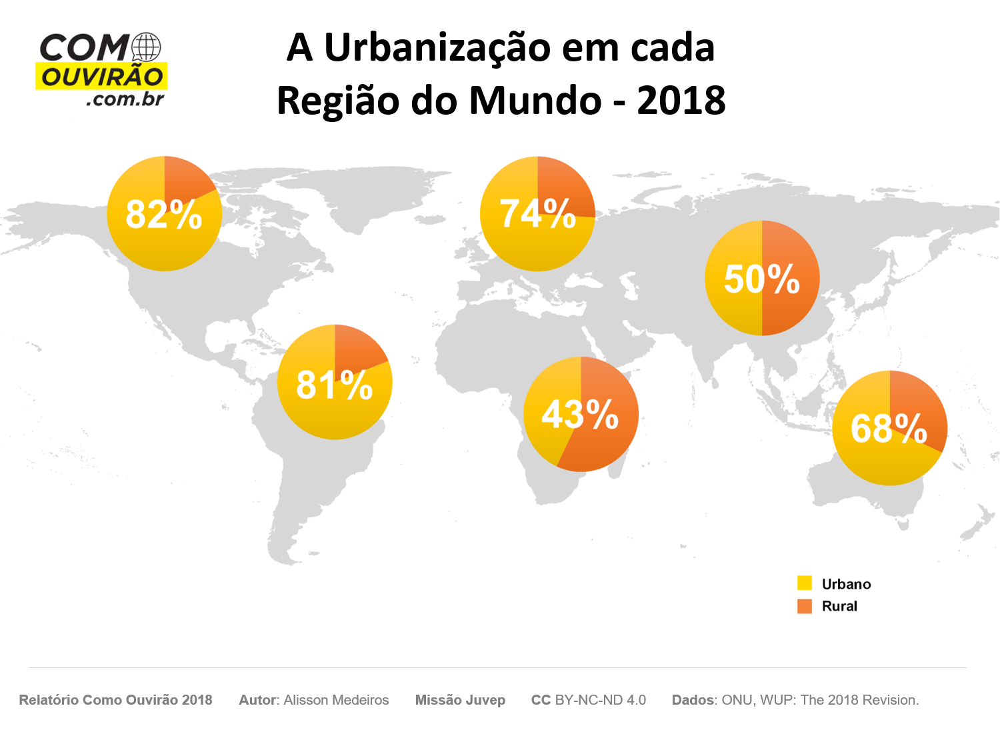 COMO
OUVIRÃO
.com.br
A Urbanização em cada
Região do Mundo - 2018
82%
74%
50%
81%
43%
68%
Urbano
Rural
Relatório Como Ouvirão 2018 Autor: Alisson Medeiros Missão Juvep CC BY-NC-ND 4.0 Dados: ONU, WUP: The 2018 Revision.